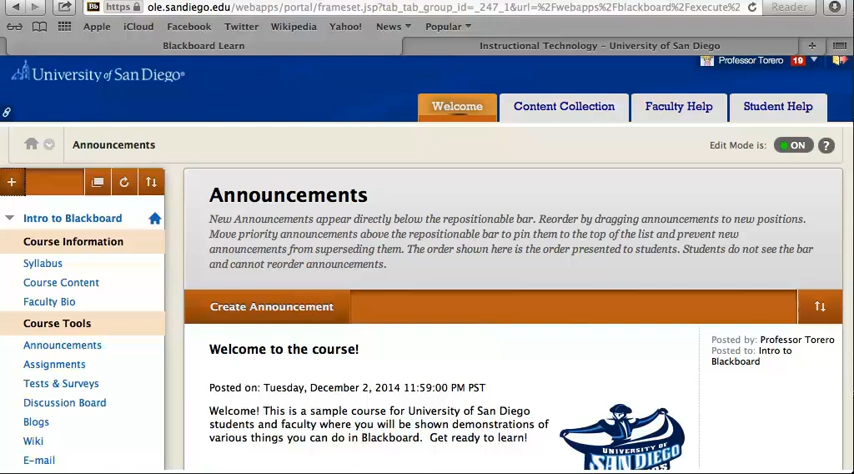 https ole.sandiego.edu/webapps/portal/frameset.jsp?tab_tab_group_id=_247_1&url=%2Fwebapps%2Fblackboard%2Fexecute%2 Reader
Apple iCloud Facebook Twitter Wikipedia Yahoo! News Popular
Blackboard Learn Instructional Technology – University of San Diego
University of San Diego®
Professor Torero 19
Welcome Content Collection Faculty Help Student Help
Announcements Edit Mode is: ON ?
Intro to Blackboard
Course Information
Syllabus
Course Content
Faculty Bio
Course Tools
Announcements
Assignments
Tests & Surveys
Discussion Board
Blogs
Wiki
E-mail
Announcements
New Announcements appear directly below the repositionable bar. Reorder by dragging announcements to new positions.
Move priority announcements above the repositionable bar to pin them to the top of the list and prevent new
announcements from superseding them. The order shown here is the order presented to students. Students do not see the bar
and cannot reorder announcements.
Create Announcement
Welcome to the course!
Posted on: Tuesday, December 2, 2014 11:59:00 PM PST
Welcome! This is a sample course for University of San Diego
students and faculty where you will be shown demonstrations of
various things you can do in Blackboard. Get ready to learn!
Posted by: Professor Torero
Posted to: Intro to
Blackboard
UNIVERSITY OF
SAN DIEGO